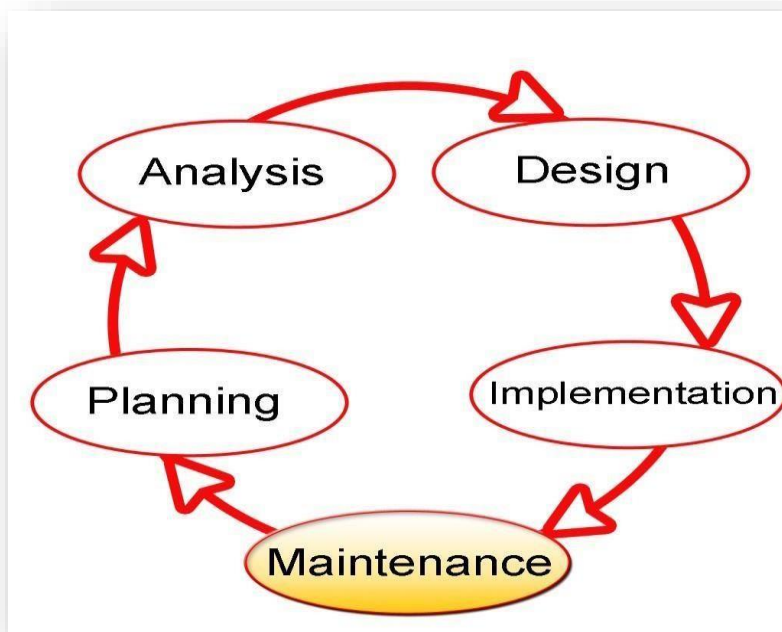 Analysis
Design
Planning
Implementation
Maintenance